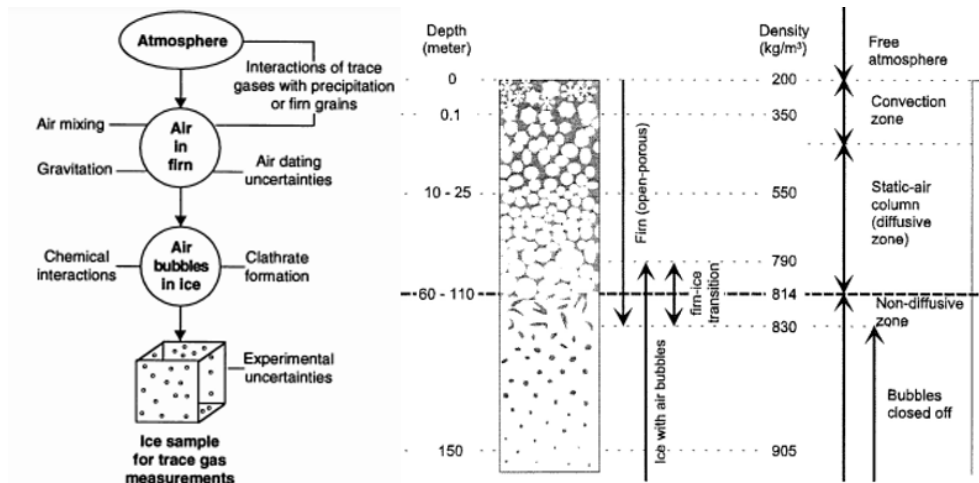 Atmosphere
Interactions of trace
gases with precipitation
or firn grains
Air mixing
Air
in
firn
Gravitation
Air dating
uncertainties
Chemical
interactions
Air
bubbles
in ice
Clathrate
formation
Experimental
uncertainties
Ice sample
for trace gas
measurements
Depth
(meter)
0
0.1
10 - 25
60 - 110
150
Firn (open-porous)
Ice with air bubbles
firn-ice
transition
Density
(kg/m³)
200
350
550
790
814
830
905
Free
atmosphere
Convection
zone
Static-air
column
(diffusive
zone)
Non-diffusive
zone
Bubbles
closed off